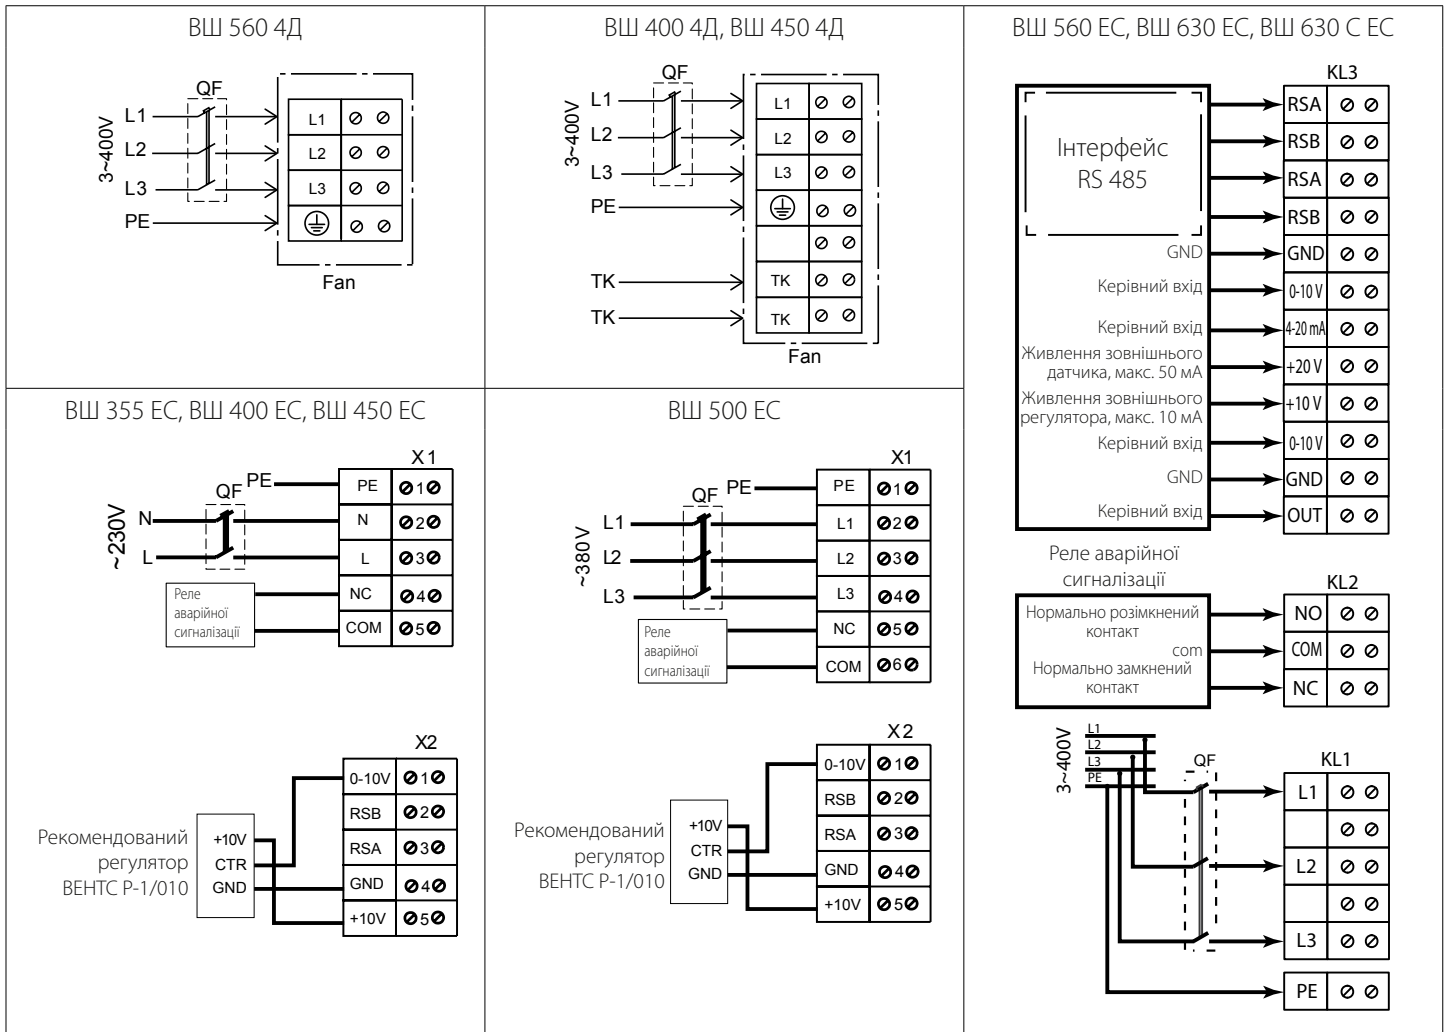 ВШ 560 4Д
QF
3~400V
L1
L2
L3
PE
L1
L2
L3
Fan
ВШ 400 4Д, ВШ 450 4Д
QF
3~400V
L1
L2
L3
PE
TK
TK
L1
L2
L3
TK
TK
Fan
ВШ 560 ЕС, ВШ 630 ЕС, ВШ 630 С ЕС
KL3
Інтерфейс
RS 485
GND
Керівний вхід
Керівний вхід
Живлення зовнішнього
датчика, макс. 50 мА
Живлення зовнішнього
регулятора, макс. 10 мА
Керівний вхід
GND
Керівний вхід
RSA
RSB
RSA
RSB
GND
0-10 V
4-20 mA
+20 V
+10 V
0-10 V
GND
OUT
Реле аварійної
сигналізації
KL2
Нормально розімкнений
контакт
com
Нормально замкнений
контакт
NO
COM
NC
3~400V
L1
L2
L3
PE
QF
KL1
L1
L2
L3
PE
ВШ 355 ЕС, ВШ 400 ЕС, ВШ 450 ЕС
X1
PE
QF
~230V
N
L
Реле
аварійної
сигналізації
PE 1
N 2
L 3
NC 4
COM 5
X2
Рекомендований
регулятор
ВЕНТС Р-1/010
+10V
CTR
GND
0-10V 1
RSB 2
RSA 3
GND 4
+10V 5
ВШ 500 ЕС
X1
PE
QF
~380V
L1
L2
L3
Реле
аварійної
сигналізації
PE 1
L1 2
L2 3
L3 4
NC 5
COM 6
X2
Рекомендований
регулятор
ВЕНТС Р-1/010
+10V
CTR
GND
0-10V 1
RSB 2
RSA 3
GND 4
+10V 5